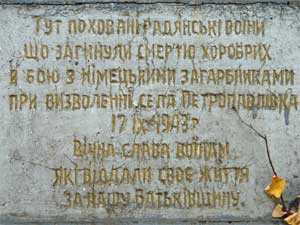 ТУТ ПОХОВАНІ РАДЯНСЬКІ ВОЇНИ
ЩО ЗАГИНУЛИ СМЕРТЮ ХОРОБРИХ
В БОЮ З НІМЕЦЬКИМИ ЗАГАРБНИКАМИ
ПРИ ВИЗВОЛЕННІ СЕЛА ПЕТРОПАВЛІВКА
17 IX 1943 Р
ВІЧНА СЛАВА ВОЇНАМ
ЯКІ ВІДДАЛИ СВОЄ ЖИТТЯ
ЗА НАШУ БАТЬКІВЩИНУ.